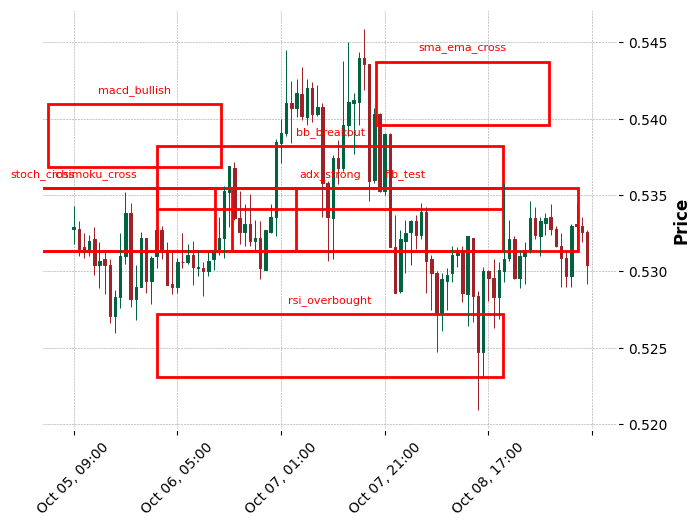 sma_ema_cross
0.545
macd_bullish
0.540
bb_breakout
stoch_cross
adx_strong
0.535
Price
0.530
rsi_overbought
0.525
0.520
Oct 05, 09:00
Oct 06, 05:00
Oct 07, 01:00
Oct 07, 21:00
Oct 08, 17:00